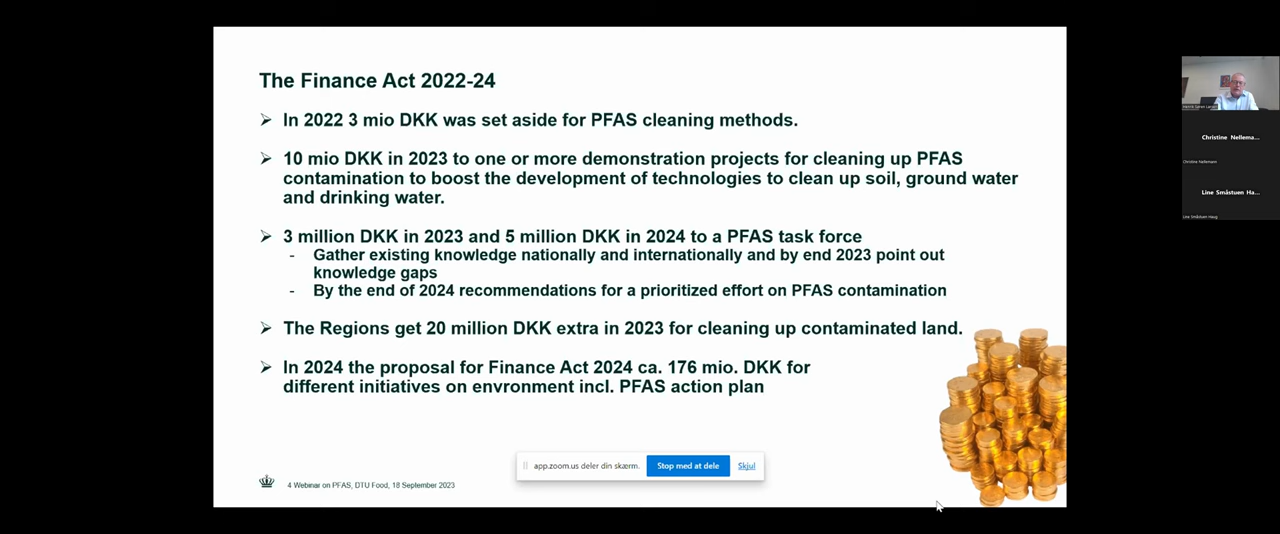 The Finance Act 2022-24
➢ In 2022 3 mio DKK was set aside for PFAS cleaning methods.
➢ 10 mio DKK in 2023 to one or more demonstration projects for cleaning up PFAS
contamination to boost the development of technologies to clean up soil, ground water
and drinking water.
➢ 3 million DKK in 2023 and 5 million DKK in 2024 to a PFAS task force
- Gather existing knowledge nationally and internationally and by end 2023 point out
knowledge gaps
- By the end of 2024 recommendations for a prioritized effort on PFAS contamination
➢ The Regions get 20 million DKK extra in 2023 for cleaning up contaminated land.
➢ In 2024 the proposal for Finance Act 2024 ca. 176 mio. DKK for
different initiatives on envronment incl. PFAS action plan
app.zoom.us deler din skærm.
Stop med at dele
Skjul
4 Webinar on PFAS, DTU Food, 18 September 2023
Christine Nellema...
Christine Nellemann
Line Småstuen Ha...
Line Småstuen Haug